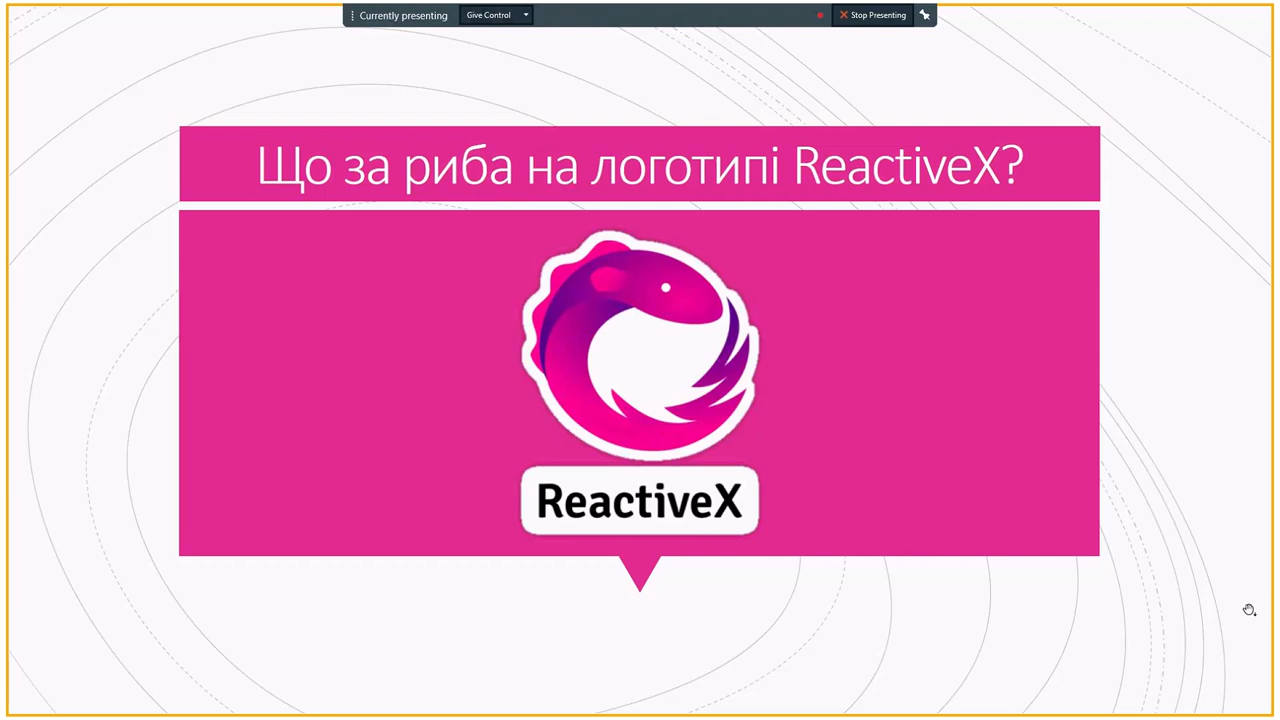 Currently presenting
Give Control
Stop Presenting
Що за риба на логотипі ReactiveX?
ReactiveX